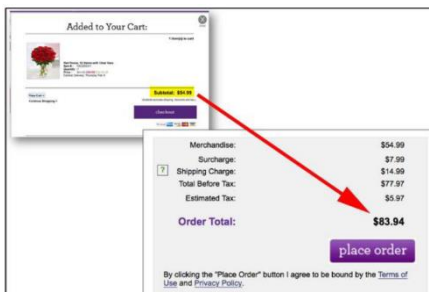 Added to Your Cart:
Subtotal: $54.99
Merchandise: $54.99
Surcharge: $7.99
? Shipping Charge: $14.99
Total Before Tax: $77.97
Estimated Tax: $5.97
Order Total: $83.94
place order
By clicking the "Place Order" button I agree to be bound by the Terms of
Use and Privacy Policy.